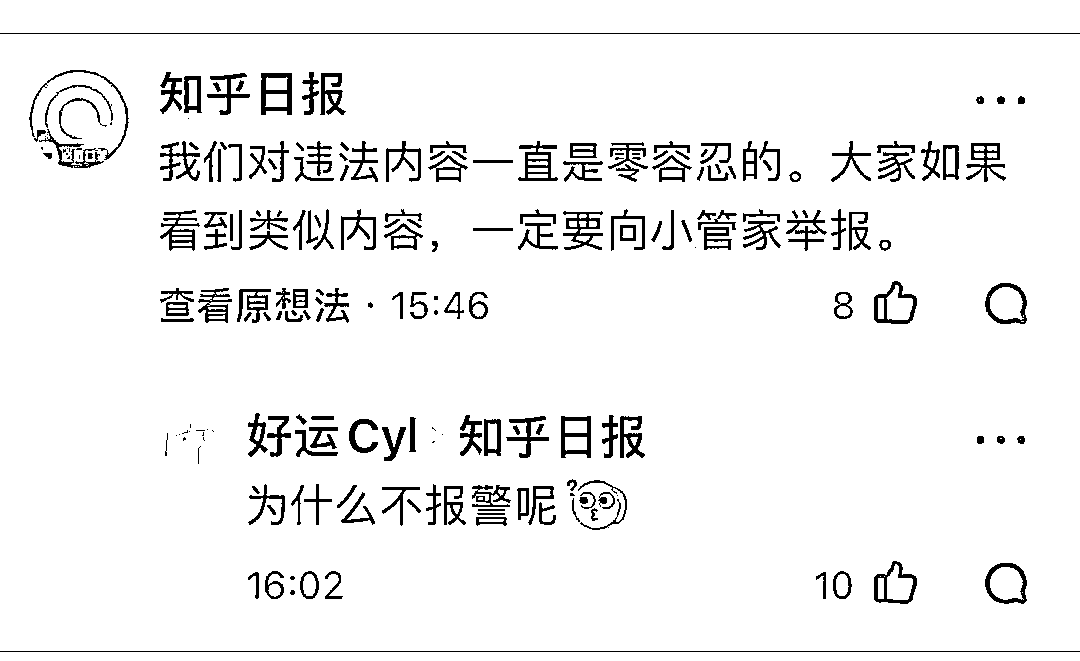 知乎日报
我们对违法内容一直是零容忍的。大家如果
看到类似内容，一定要向小管家举报。
查看原想法 · 15:46
8
好运Cyl 知乎日报
为什么不报警呢
16:02
10